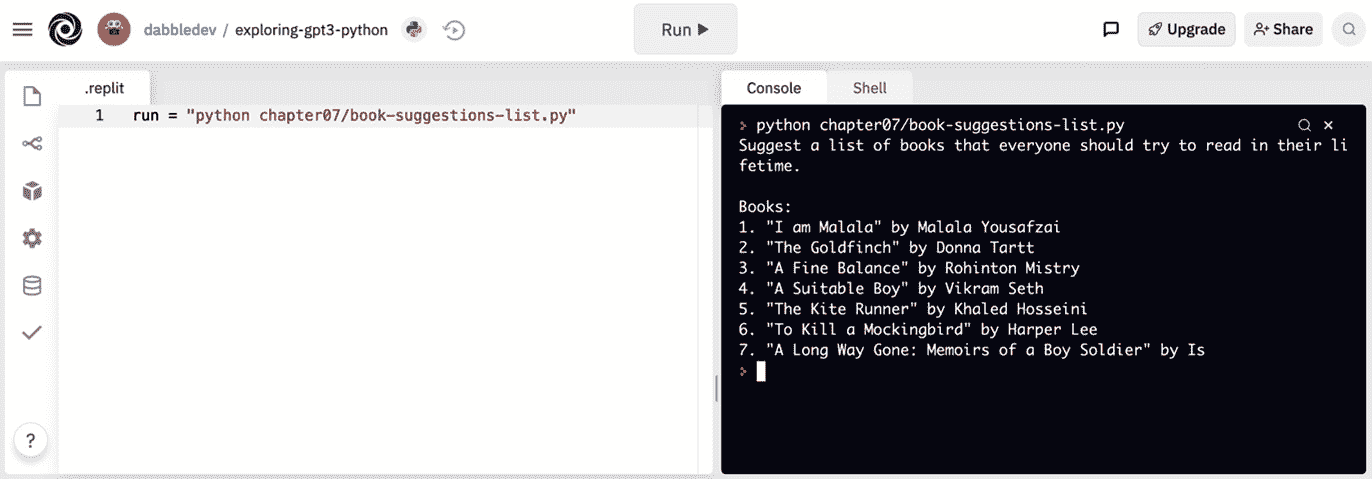 dabbledev / exploring-gpt3-python
Run
Upgrade
Share
.replit
1 run = "python chapter07/book-suggestions-list.py"
?
Console
Shell
python chapter07/book-suggestions-list.py
Suggest a list of books that everyone should try to read in their li
fetime.
Books:
1. "I am Malala" by Malala Yousafzai
2. "The Goldfinch" by Donna Tartt
3. "A Fine Balance" by Rohinton Mistry
4. "A Suitable Boy" by Vikram Seth
5. "The Kite Runner" by Khaled Hosseini
6. "To Kill a Mockingbird" by Harper Lee
7. "A Long Way Gone: Memoirs of a Boy Soldier" by Is